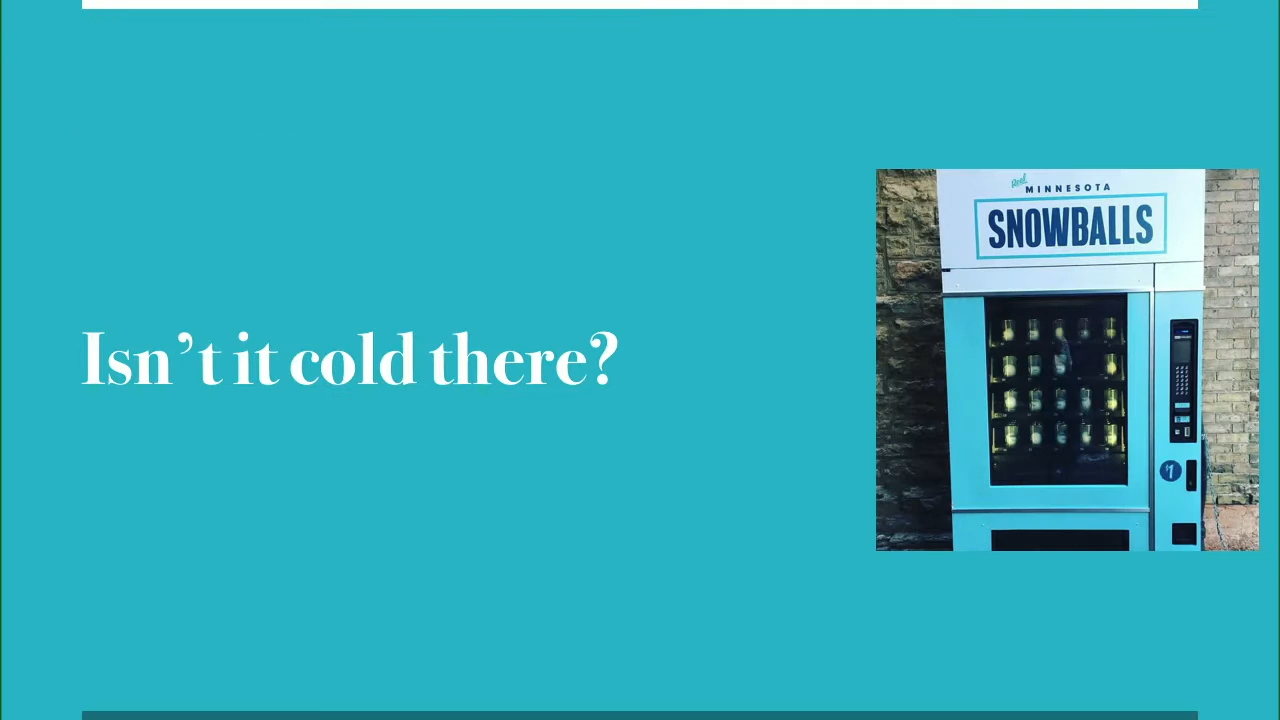 Isn’t it cold there?
Real
MINNESOTA
SNOWBALLS
$1